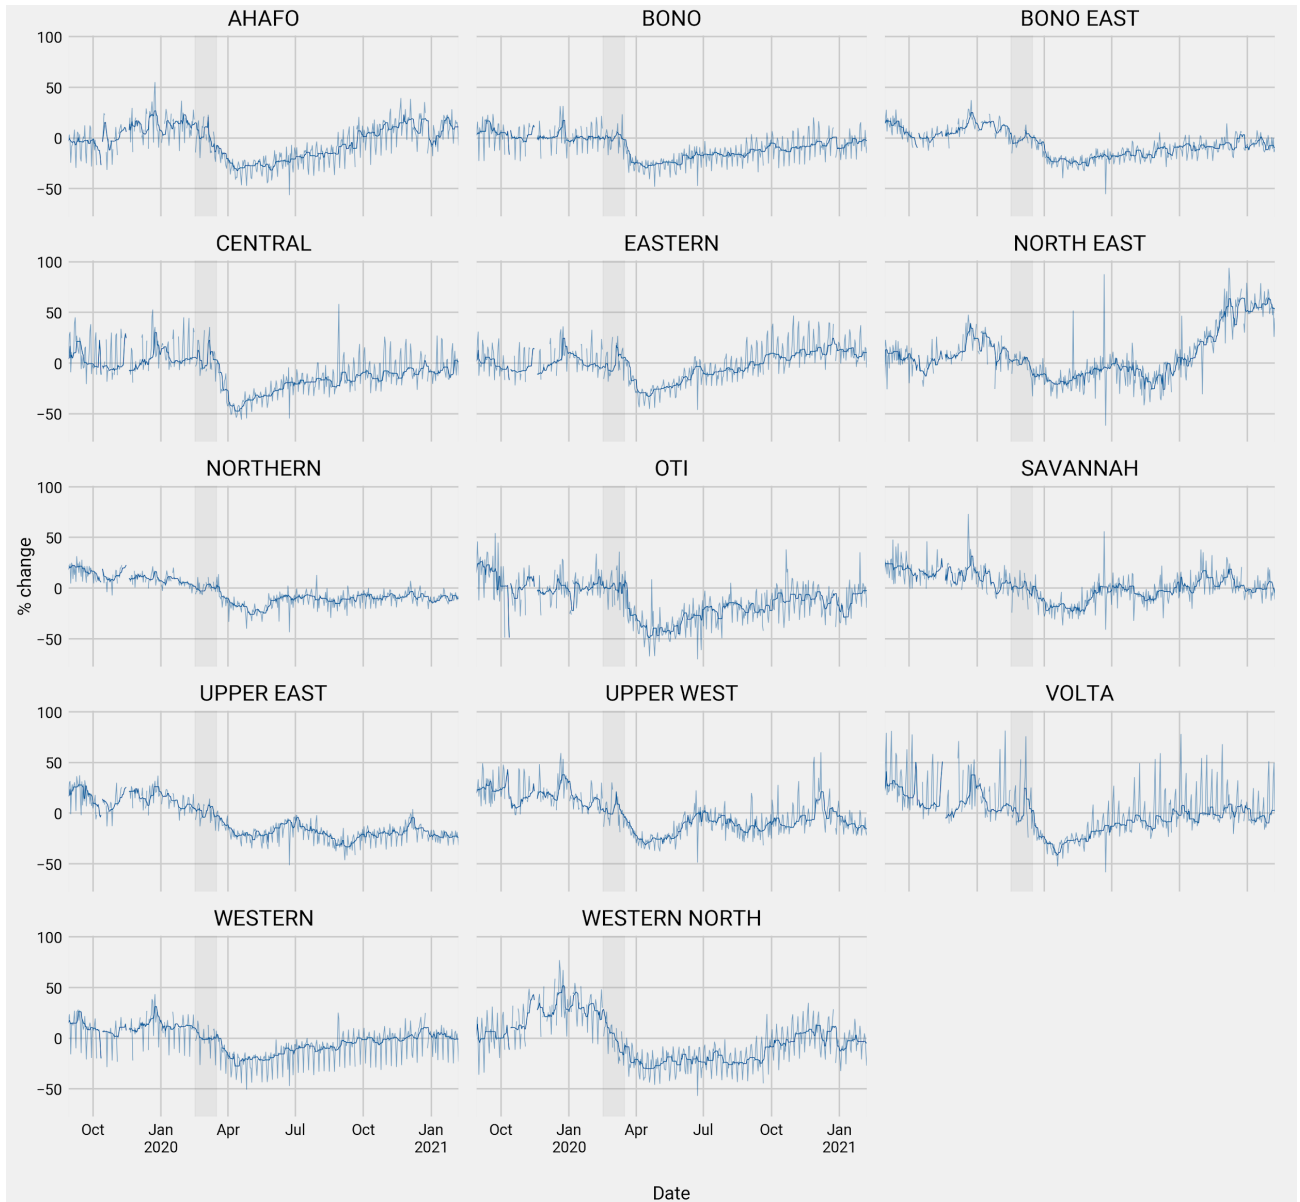 AHAFO BONO BONO EAST
100
50
0
−50
CENTRAL EASTERN NORTH EAST
100
50
0
−50
NORTHERN OTI SAVANNAH
100
50
0
−50
% change
UPPER EAST UPPER WEST VOLTA
100
50
0
−50
WESTERN WESTERN NORTH
100
50
0
−50
Oct Jan Apr Jul Oct Jan Oct Jan Apr Jul Oct Jan
2020 2021 2020 2021
Date